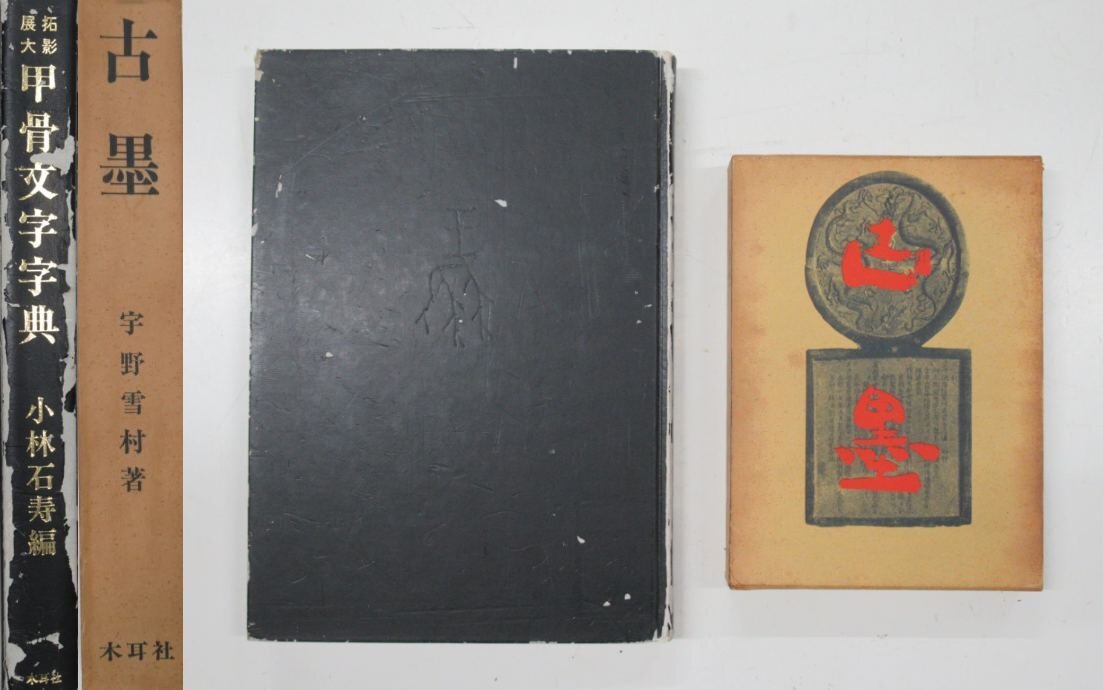 拓影
展大
甲骨文字字典
小林石寿編
木耳社
古墨
宇野雪村著
木耳社
古墨